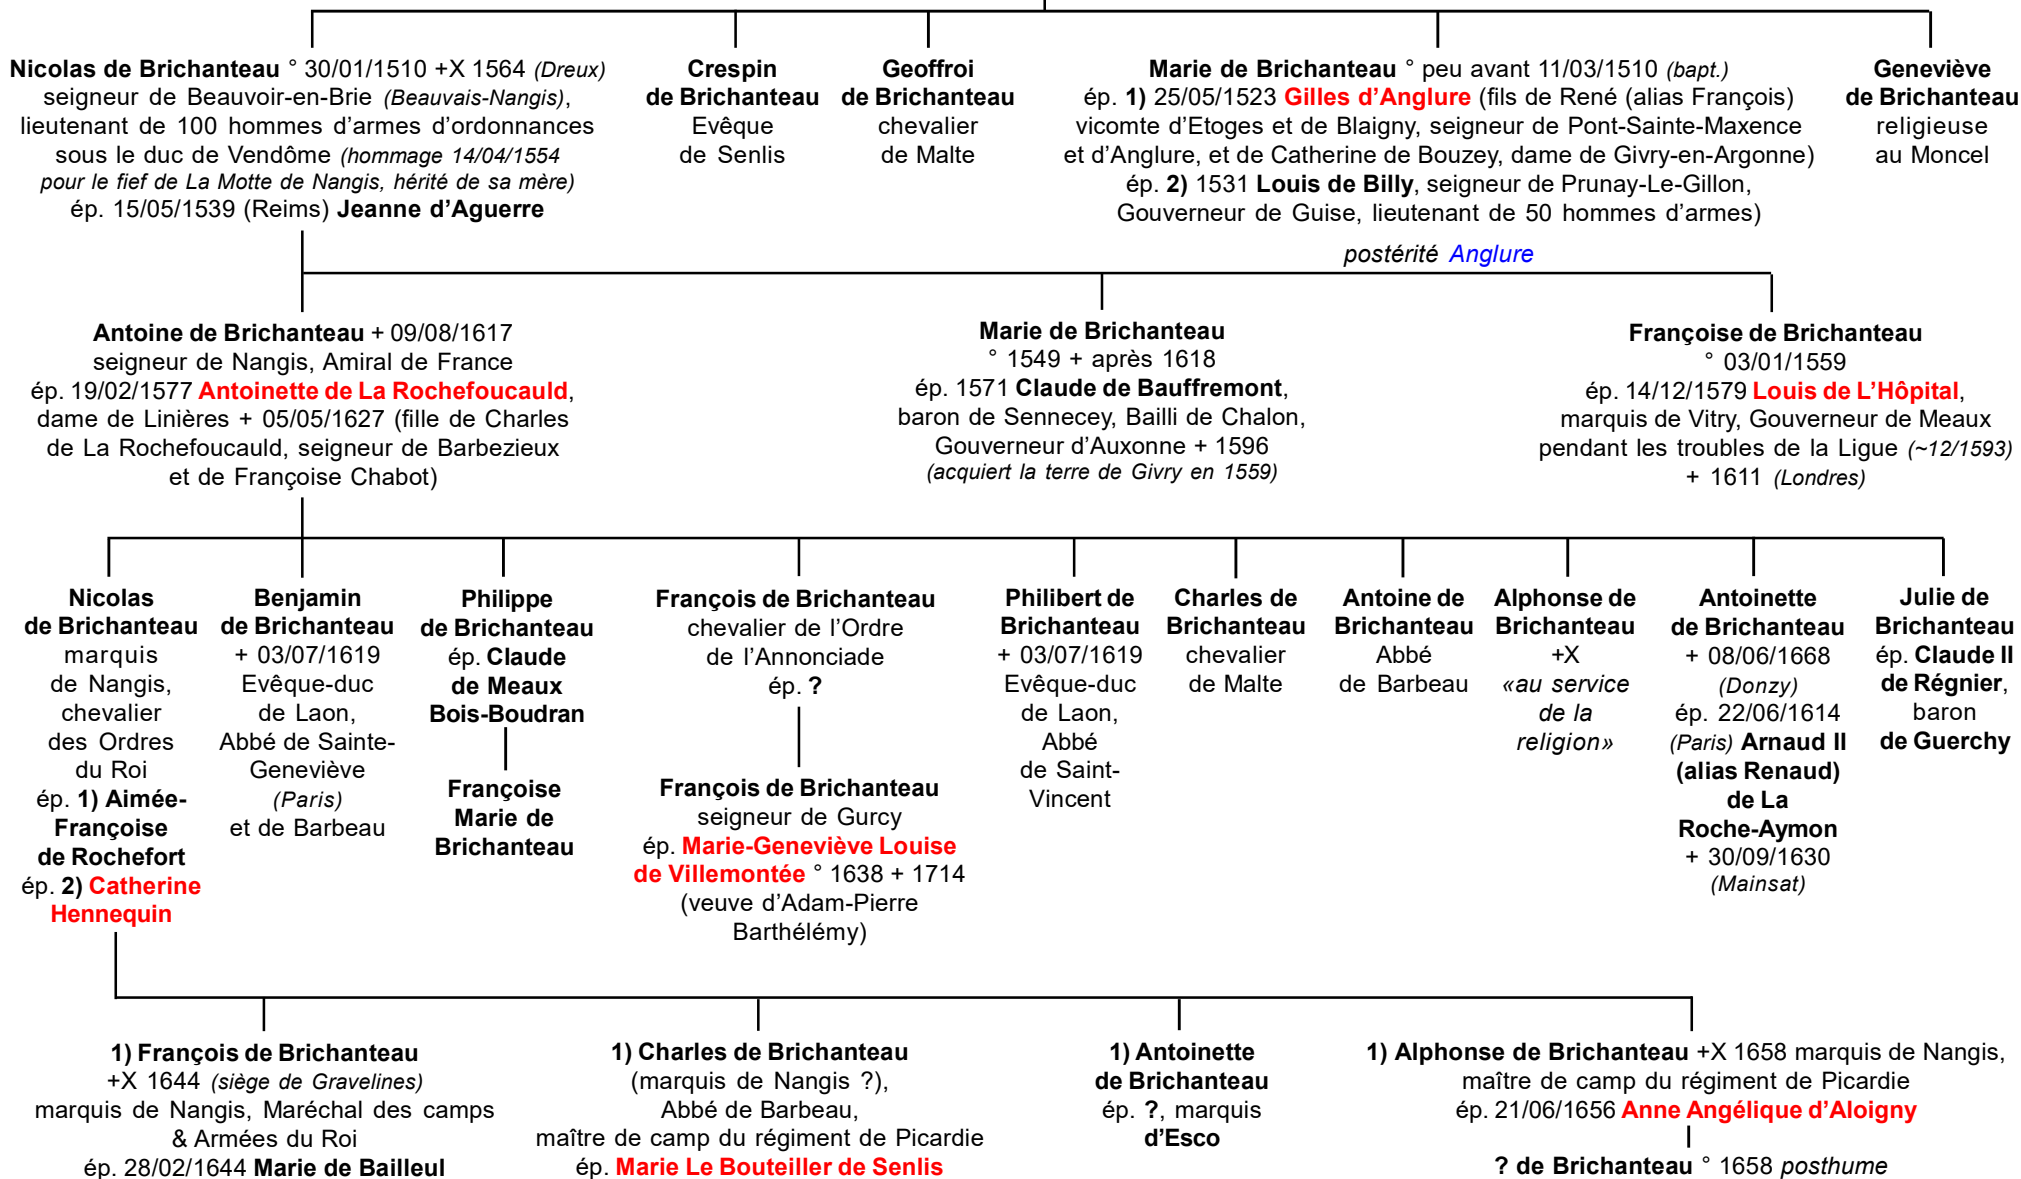 Nicolas de Brichanteau ° 30/01/1510 +X 1564 (Dreux)
seigneur de Beauvoir-en-Brie (Beauvais-Nangis),
lieutenant de 100 hommes d’armes d’ordonnances
sous le duc de Vendôme (hommage 14/04/1554
pour le fief de La Motte de Nangis, hérité de sa mère)
ép. 15/05/1539 (Reims) Jeanne d’Aguerre
Crespin
de Brichanteau
Evêque
de Senlis
Geoffroi
de Brichanteau
chevalier
de Malte
Marie de Brichanteau ° peu avant 11/03/1510 (bapt.)
ép. 1) 25/05/1523 Gilles d’Anglure (fils de René (alias François)
vicomte d’Etoges et de Blaigny, seigneur de Pont-Sainte-Maxence
et d’Anglure, et de Catherine de Bouzey, dame de Givry-en-Argonne)
ép. 2) 1531 Louis de Billy, seigneur de Prunay-Le-Gillon,
Gouverneur de Guise, lieutenant de 50 hommes d’armes)
postérité Anglure
Geneviève
de Brichanteau
religieuse
au Moncel
Antoine de Brichanteau + 09/08/1617
seigneur de Nangis, Amiral de France
ép. 19/02/1577 Antoinette de La Rochefoucauld,
dame de Linières + 05/05/1627 (fille de Charles
de La Rochefoucauld, seigneur de Barbezieux
et de Françoise Chabot)
Marie de Brichanteau
° 1549 + après 1618
ép. 1571 Claude de Bauffremont,
baron de Sennecey, Bailli de Chalon,
Gouverneur d’Auxonne + 1596
(acquiert la terre de Givry en 1559)
Françoise de Brichanteau
° 03/01/1559
ép. 14/12/1579 Louis de L’Hôpital,
marquis de Vitry, Gouverneur de Meaux
pendant les troubles de la Ligue (~12/1593)
+ 1611 (Londres)
Nicolas
de Brichanteau
marquis
de Nangis,
chevalier
des Ordres
du Roi
ép. 1) Aimée-
Françoise
de Rochefort
ép. 2) Catherine
Hennequin
Benjamin
de Brichanteau
+ 03/07/1619
Evêque-duc
de Laon,
Abbé de Sainte-
Geneviève
(Paris)
et de Barbeau
Philippe
de Brichanteau
ép. Claude
de Meaux
Bois-Boudran
Françoise
Marie de
Brichanteau
François de Brichanteau
chevalier de l’Ordre
de l’Annonciade
ép. ?
François de Brichanteau
seigneur de Gurcy
ép. Marie-Geneviève Louise
de Villemontée ° 1638 + 1714
(veuve d’Adam-Pierre
Barthélémy)
Philibert de
Brichanteau
+ 03/07/1619
Evêque-duc
de Laon,
Abbé
de Saint-
Vincent
Charles de
Brichanteau
chevalier
de Malte
Antoine de
Brichanteau
Abbé
de Barbeau
Alphonse de
Brichanteau
+X
«au service
de la
religion»
Antoinette
de Brichanteau
+ 08/06/1668
(Donzy)
ép. 22/06/1614
(Paris) Arnaud II
(alias Renaud)
de La
Roche-Aymon
+ 30/09/1630
(Mainsat)
Julie de
Brichanteau
ép. Claude II
de Régnier,
baron
de Guerchy
1) François de Brichanteau
+X 1644 (siège de Gravelines)
marquis de Nangis, Maréchal des camps
& Armées du Roi
ép. 28/02/1644 Marie de Bailleul
1) Charles de Brichanteau
(marquis de Nangis ?),
Abbé de Barbeau,
maître de camp du régiment de Picardie
ép. Marie Le Bouteiller de Senlis
1) Antoinette
de Brichanteau
ép. ?, marquis
d’Esco
1) Alphonse de Brichanteau +X 1658 marquis de Nangis,
maître de camp du régiment de Picardie
ép. 21/06/1656 Anne Angélique d’Aloigny
? de Brichanteau ° 1658 posthume